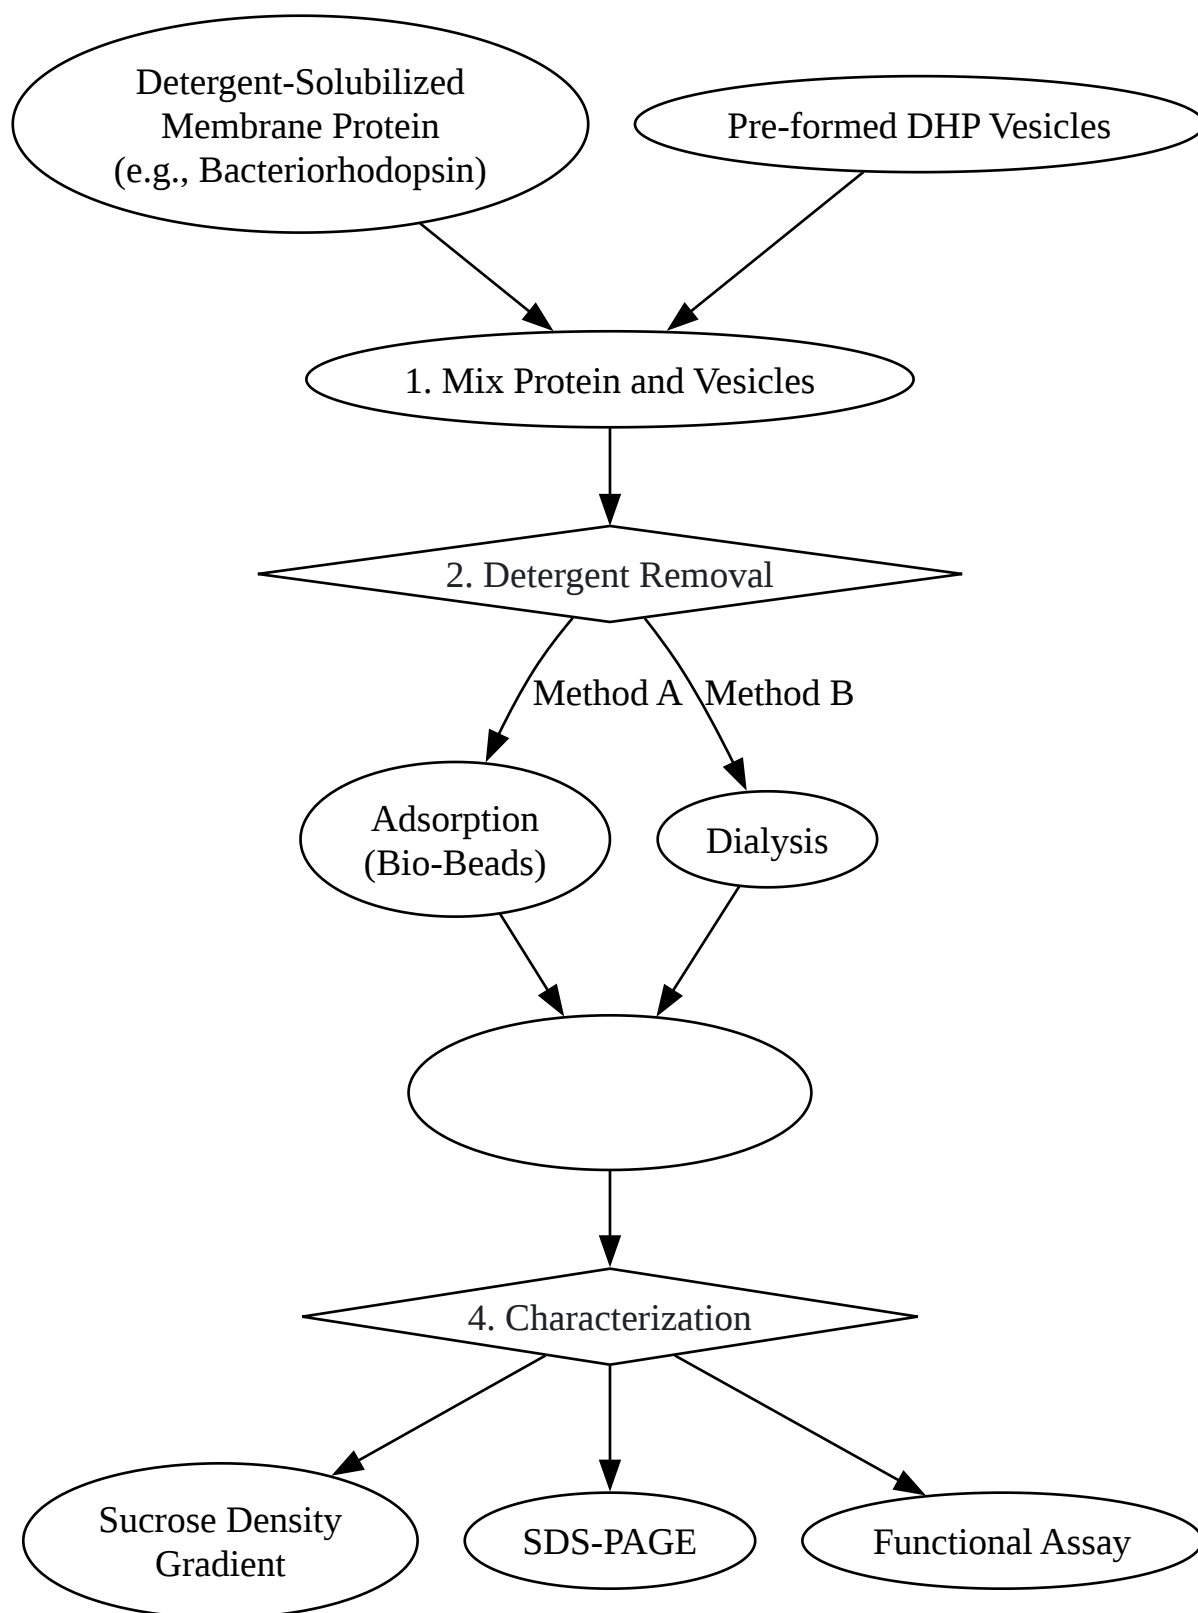 Detergent-Solubilized
Membrane Protein
(e.g., Bacteriorhodopsin)
Pre-formed DHP Vesicles
1. Mix Protein and Vesicles
2. Detergent Removal
Method A
Method B
Adsorption
(Bio-Beads)
Dialysis
4. Characterization
Sucrose Density
Gradient
SDS-PAGE
Functional Assay